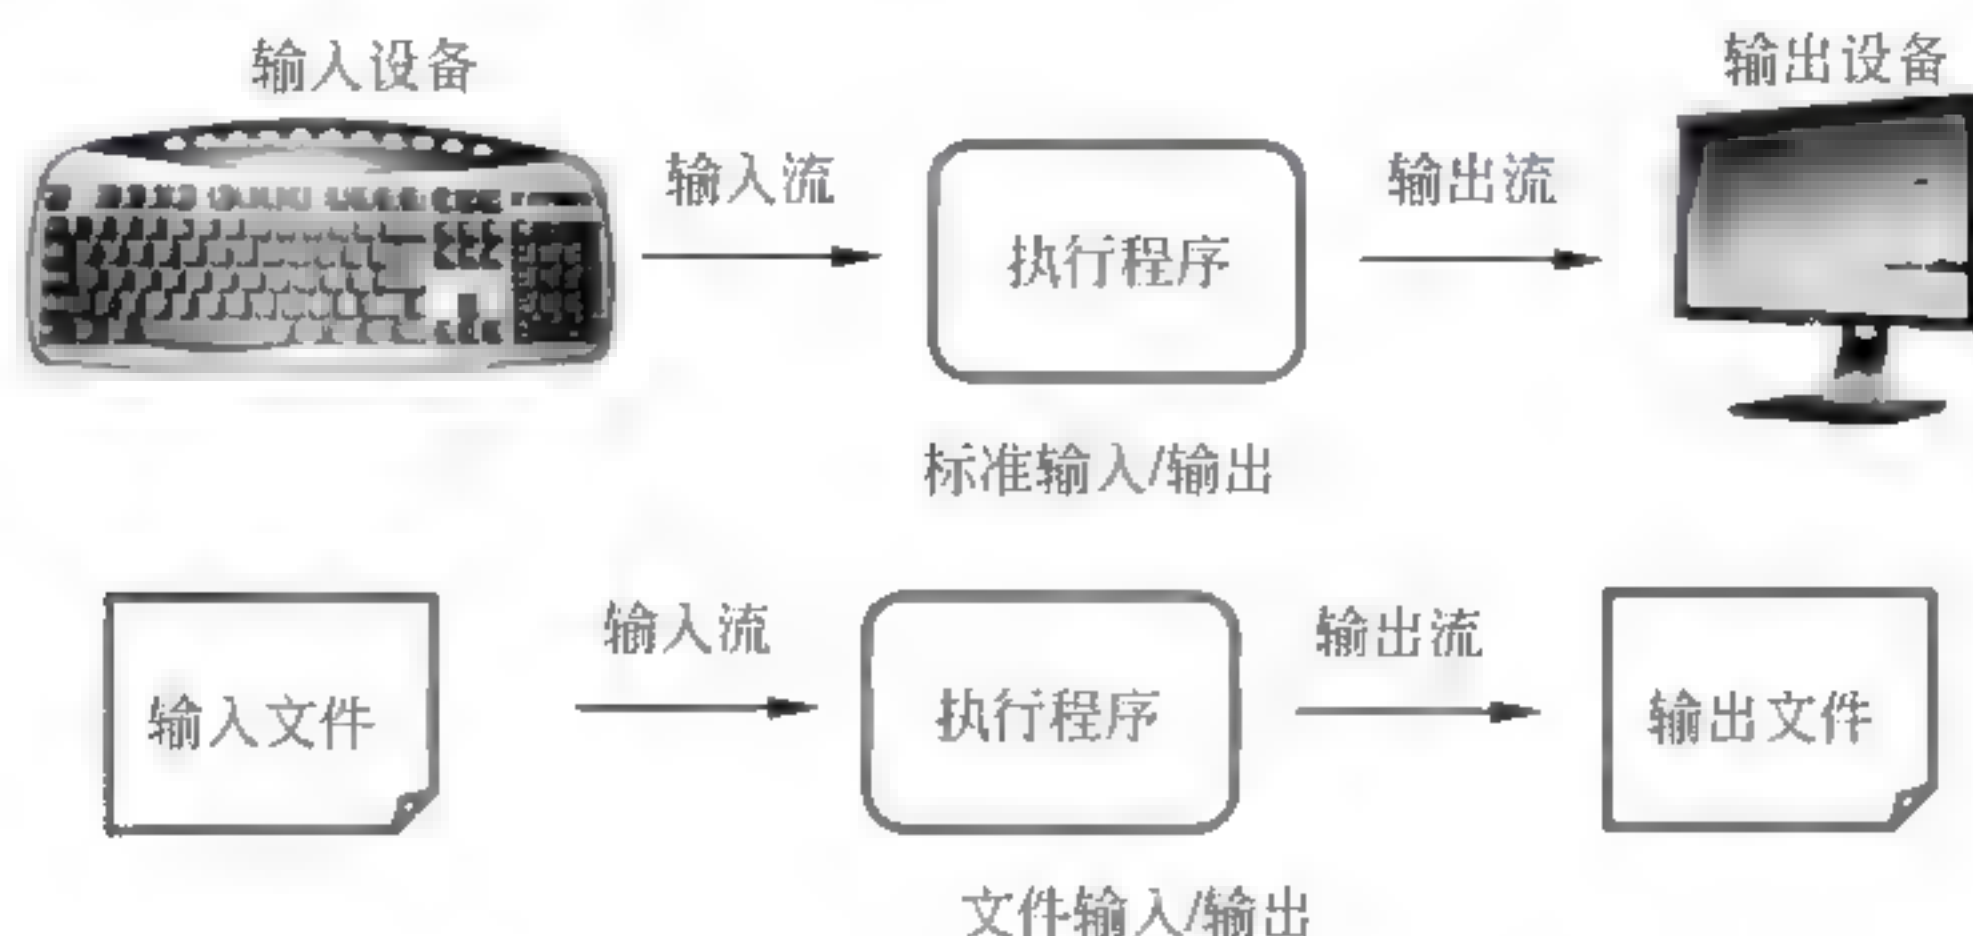 输入设备
输出设备
输入流
输出流
执行程序
标准输入/输出
输入流
输出流
输入文件
执行程序
输出文件
文件输入/输出